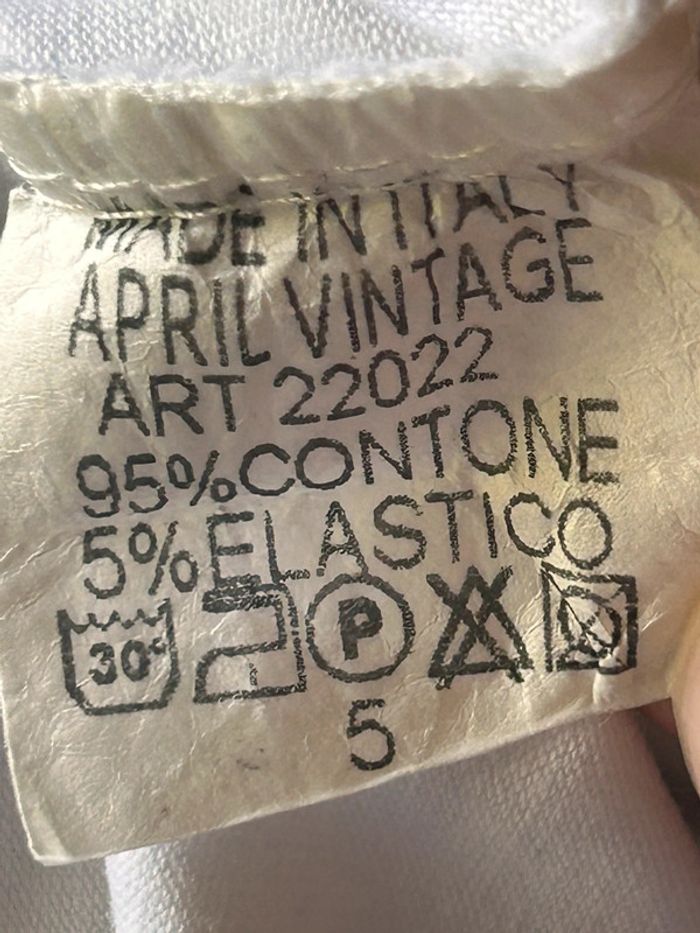 MADE IN ITALY
APRIL VINTAGE
ART 22022
95%CONTONE
5%ELASTICO
30° P
5